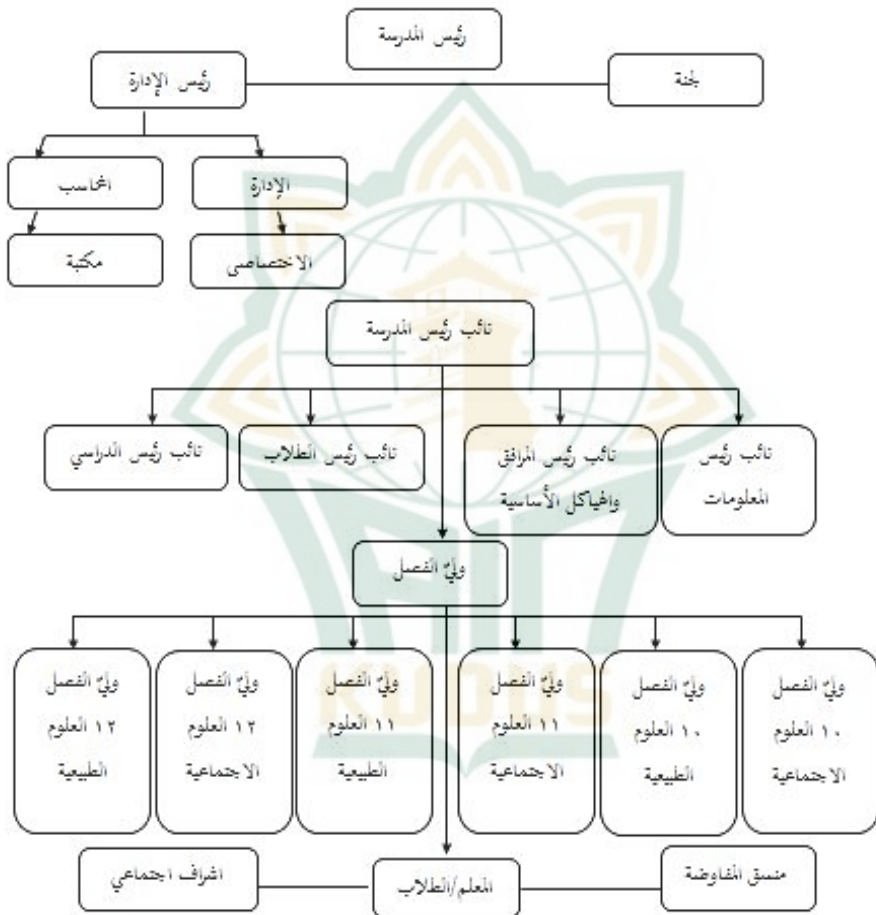 رئيس المدرسة
رئيس الإدارة
لجنة
الإدارة
المحاسب
الاختصاصى
مكتبة
نائب رئيس المدرسة
نائب رئيس
المعلومات
نائب رئيس المرافق
والهياكل الأساسية
نائب رئيس الطلاب
نائب رئيس الدراسي
وليّ الفصل
وليّ الفصل
١٠ العلوم
الاجتماعية
وليّ الفصل
١٠ العلوم
الطبيعية
وليّ الفصل
١١ العلوم
الاجتماعية
وليّ الفصل
١١ العلوم
الطبيعية
وليّ الفصل
١٢ العلوم
الاجتماعية
وليّ الفصل
١٢ العلوم
الطبيعية
منسق المفاوضة
المعلم/الطلاب
اشراف اجتماعي
KUDUS